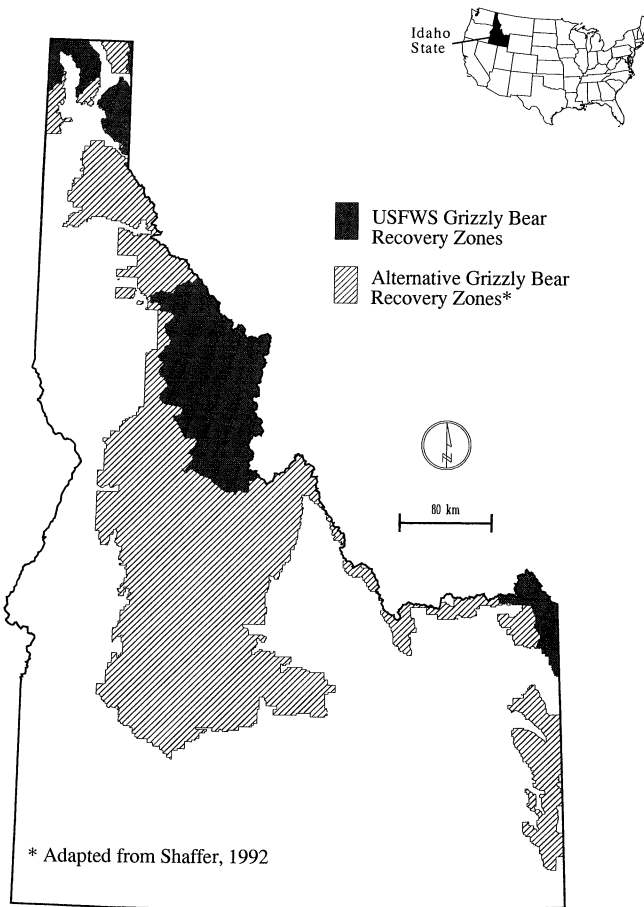 Idaho
State
USFWS Grizzly Bear
Recovery Zones
Alternative Grizzly Bear
Recovery Zones*
N
80 km
* Adapted from Shaffer, 1992